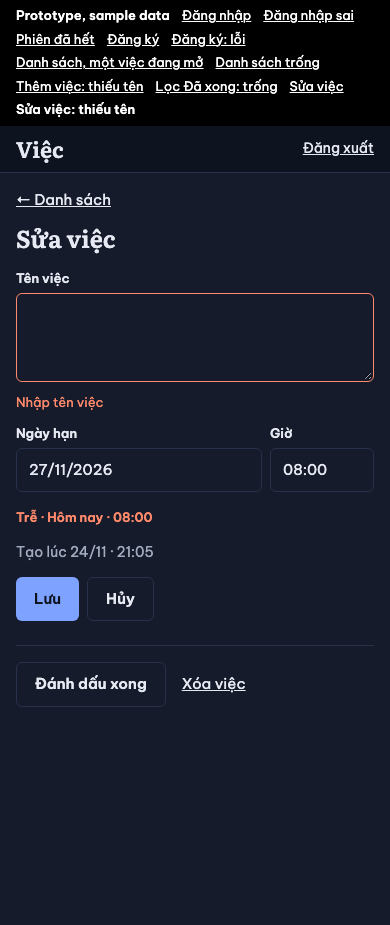 Prototype, sample data Đăng nhập Đăng nhập sai
Phiên đã hết Đăng ký Đăng ký: lỗi
Danh sách, một việc đang mở Danh sách trống
Thêm việc: thiếu tên Lọc Đã xong: trống Sửa việc
Sửa việc: thiếu tên
Việc Đăng xuất
← Danh sách
Sửa việc
Tên việc
Nhập tên việc
Ngày hạn Giờ
27/11/2026 08:00
Trễ · Hôm nay · 08:00
Tạo lúc 24/11 · 21:05
Lưu Hủy
Đánh dấu xong Xóa việc